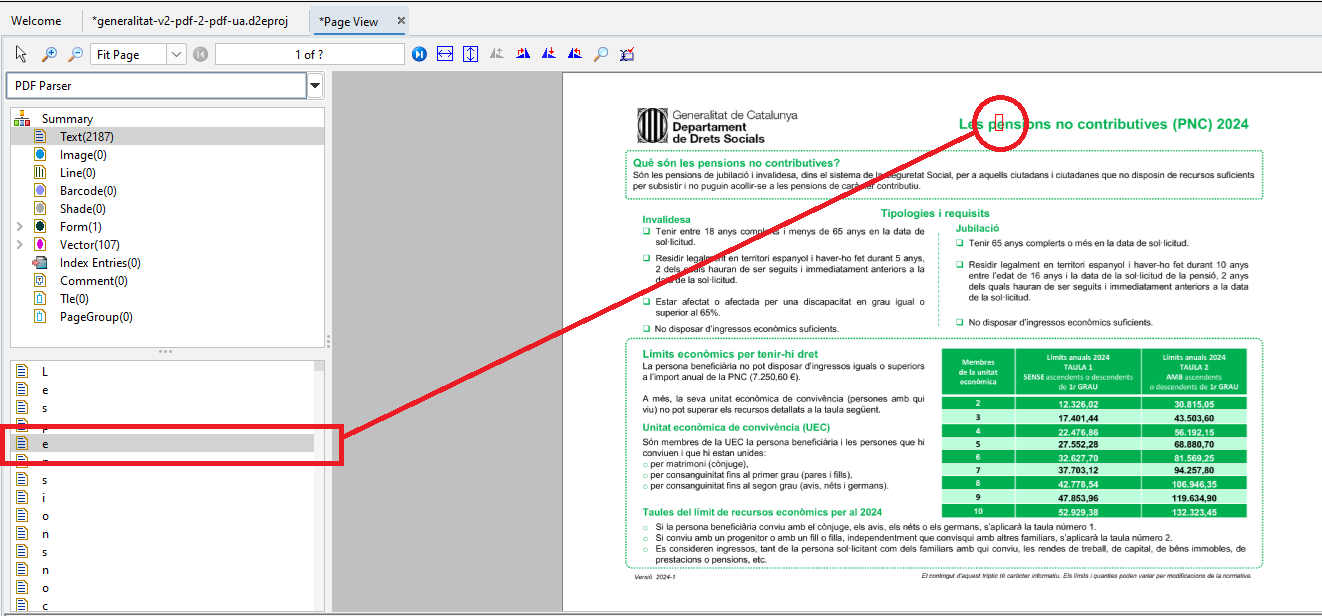 Welcome
*generalitat-v2-pdf-2-pdf-ua.d2eproj
*Page View
Fit Page
1 of ?
PDF Parser
Summary
Text(2187)
Image(0)
Line(0)
Barcode(0)
Shade(0)
Form(1)
Vector(107)
Index Entries(0)
Comment(0)
Tle(0)
PageGroup(0)
L
e
s
p
e
n
s
i
o
n
s
n
o
c
Generalitat de Catalunya
Departament
de Drets Socials
Les pensions no contributives (PNC) 2024
Què són les pensions no contributives?
Són les pensions de jubilació i invalidesa, dins el sistema de la Seguretat Social, per a aquells ciutadans i ciutadanes que no disposin de recursos suficients
per subsistir i no puguin acollir-se a les pensions de caràcter contributiu.
Tipologies i requisits
Invalidesa
Tenir entre 18 anys complerts i menys de 65 anys en la data de
sol·licitud.
Residir legalment en territori espanyol i haver-ho fet durant 5 anys,
2 dels quals hauran de ser seguits i immediatament anteriors a la
data de la sol·licitud.
Estar afectat o afectada per una discapacitat en grau igual o
superior al 65%.
No disposar d'ingressos econòmics suficients.
Jubilació
Tenir 65 anys complerts o més en la data de sol·licitud.
Residir legalment en territori espanyol i haver-ho fet durant 10 anys
entre l'edat de 16 anys i la data de la sol·licitud de la pensió, 2 anys
dels quals hauran de ser seguits i immediatament anteriors a la data
de la sol·licitud.
No disposar d'ingressos econòmics suficients.
Límits econòmics per tenir-hi dret
La persona beneficiària no pot disposar d'ingressos iguals o superiors
a l'import anual de la PNC (7.250,60 €).
A més, la seva unitat econòmica de convivència (persones amb qui
viu) no pot superar els recursos detallats a la taula següent.
Unitat econòmica de convivència (UEC)
Són membres de la UEC la persona beneficiària i les persones que hi
conviuen i que hi estan unides:
○ per matrimoni (cònjuge),
○ per consanguinitat fins al primer grau (pares i fills),
○ per consanguinitat fins al segon grau (avis, néts i germans).
Membres
de la unitat
econòmica
Límits anuals 2024
TAULA 1
SENSE ascendents o descendents
de 1r GRAU
Límits anuals 2024
TAULA 2
AMB ascendents
o descendents de 1r GRAU
2 12.326,02 30.815,05
3 17.401,44 43.503,60
4 22.476,86 56.192,15
5 27.552,28 68.880,70
6 32.627,70 81.569,25
7 37.703,12 94.257,80
8 42.778,54 106.946,35
9 47.853,96 119.634,90
10 52.929,38 132.323,45
Taules del límit de recursos econòmics per al 2024
○ Si la persona beneficiària conviu amb el cònjuge, els avis, els néts o els germans, s'aplicarà la taula número 1.
○ Si conviu amb un progenitor o amb un fill o filla, independentment que convisqui amb altres familiars, s'aplicarà la taula número 2.
○ Es consideren ingressos, tant de la persona sol·licitant com dels familiars amb qui conviu, les rendes de treball, de capital, de béns immobles, de
prestacions o pensions, etc.
Versió 2024-1
El contingut d'aquest tríptic té caràcter informatiu. Els límits i quanties poden variar per modificacions de la normativa.